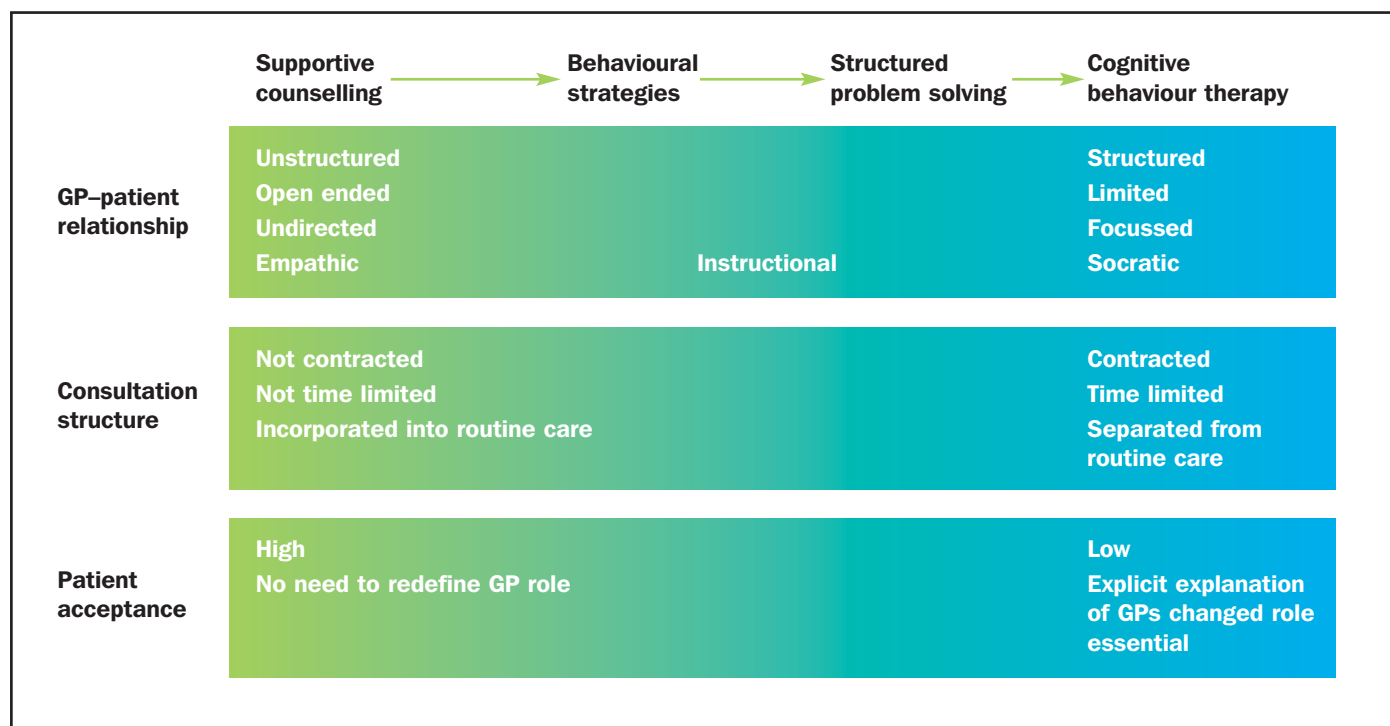 Supportive counselling
Behavioural strategies
Structured problem solving
Cognitive behaviour therapy
GP–patient relationship
Unstructured
Open ended
Undirected
Empathic
Instructional
Structured
Limited
Focussed
Socratic
Consultation structure
Not contracted
Not time limited
Incorporated into routine care
Contracted
Time limited
Separated from
routine care
Patient acceptance
High
No need to redefine GP role
Low
Explicit explanation
of GPs changed role
essential